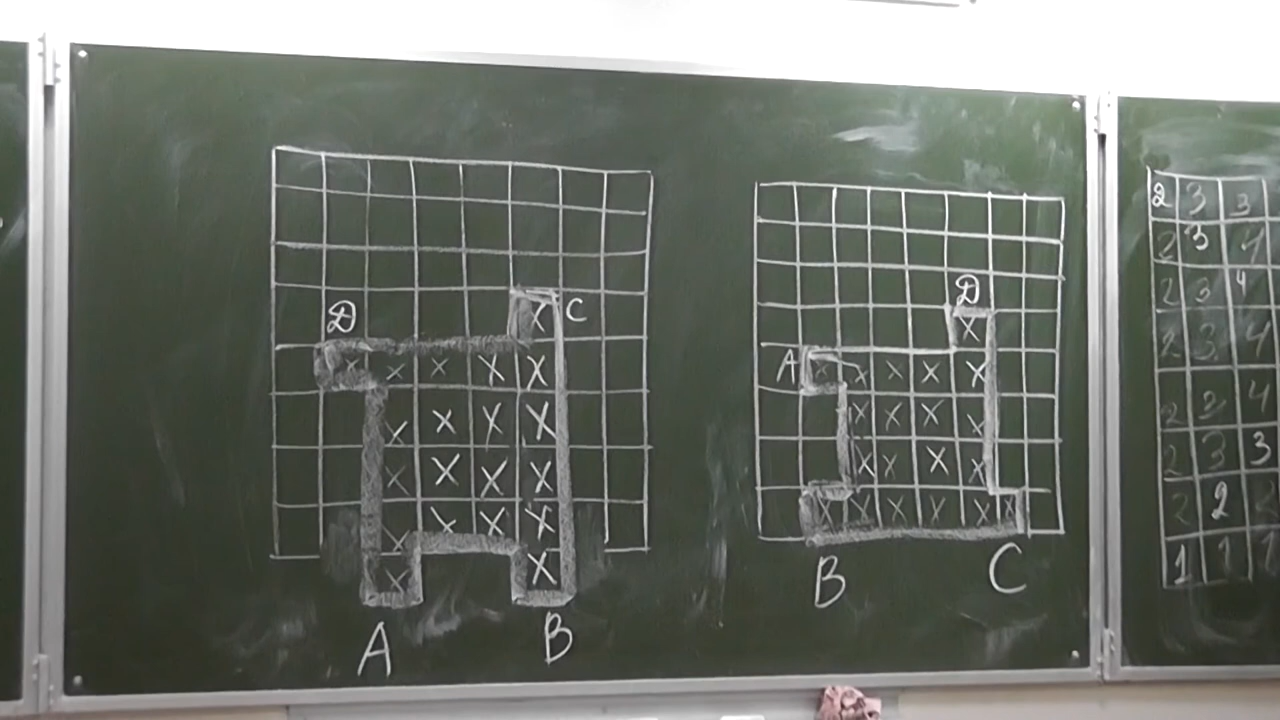 D
C
X
X X X X X
X X X X
X X X X
X X X X
X X
A
B
D
X
A
X X X X X
X X X X
X X X X
X X X X X X
B
C
2 3 3
2 3 4
2 3 4
2 3 4
2 2 4
2 3 3
2 2 2
1 1 1